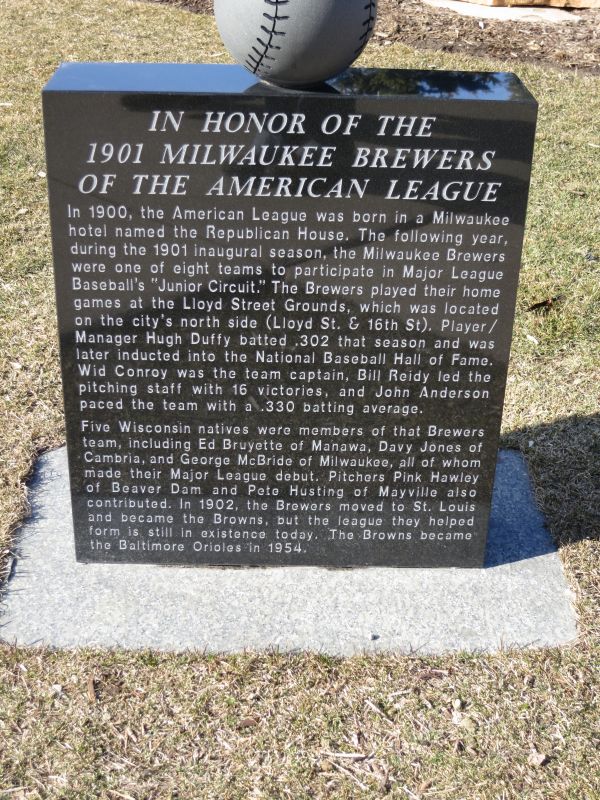 IN HONOR OF THE
1901 MILWAUKEE BREWERS
OF THE AMERICAN LEAGUE
In 1900, the American League was born in a Milwaukee
hotel named the Republican House. The following year,
during the 1901 inaugural season, the Milwaukee Brewers
were one of eight teams to participate in Major League
Baseball's "Junior Circuit." The Brewers played their home
games at the Lloyd Street Grounds, which was located
on the city's north side (Lloyd St. & 16th St). Player/
Manager Hugh Duffy batted .302 that season and was
later inducted into the National Baseball Hall of Fame.
Wid Conroy was the team captain, Bill Reidy led the
pitching staff with 16 victories, and John Anderson
paced the team with a .330 batting average.
Five Wisconsin natives were members of that Brewers
team, including Ed Bruyette of Manawa, Davy Jones of
Cambria, and George McBride of Milwaukee, all of whom
made their Major League debut. Pitchers Pink Hawley
of Beaver Dam and Pete Husting of Mayville also
contributed. In 1902, the Brewers moved to St. Louis
and became the Browns, but the league they helped
form is still in existence today. The Browns became
the Baltimore Orioles in 1954.